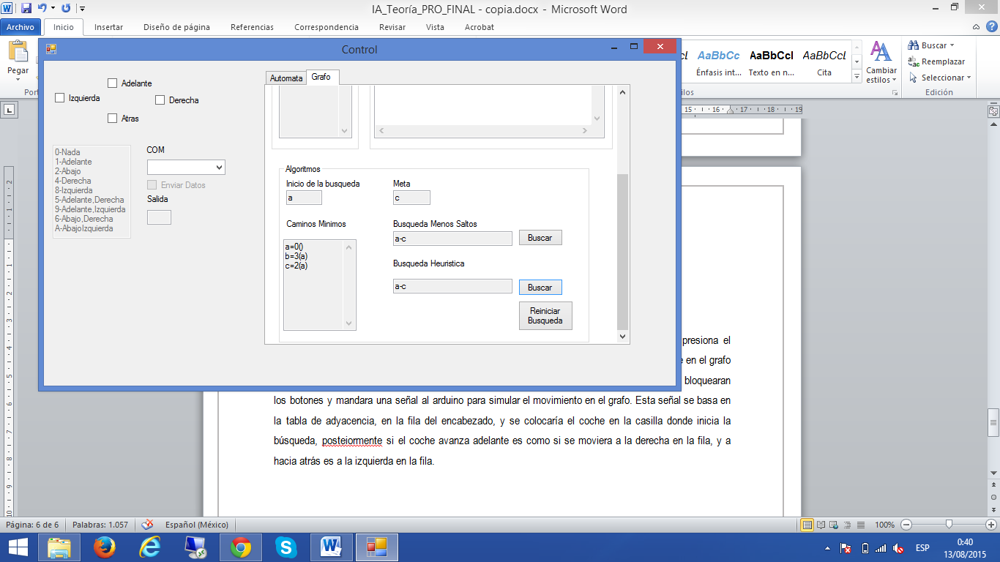 IA_Teoría_PRO_FINAL - copia.docx - Microsoft Word
Archivo Inicio Insertar Diseño de página Referencias Correspondencia Revisar Vista Acrobat
Pegar
AaBbCc AaBbCcl AaBbCcL
Énfasis int... Texto en n... Cita
Cambiar estilos
Buscar
Reemplazar
Seleccionar
Edición
Control
Adelante
Izquierda
Derecha
Atras
0-Nada
1-Adelante
2-Abajo
4-Derecha
8-Izquierda
5-Adelante,Derecha
9-Adelante,Izquierda
6-Abajo,Derecha
A-AbajoIzquierda
COM
Enviar Datos
Salida
Automata Grafo
Algoritmos
Inicio de la busqueda
a
Meta
c
Caminos Minimos
a=0()
b=3(a)
c=2(a)
Busqueda Menos Saltos
a-c
Buscar
Busqueda Heuristica
a-c
Buscar
Reiniciar
Busqueda
15 16 17 18 19
presiona el
en el grafo
bloquearan
los botones y mandara una señal al arduino para simular el movimiento en el grafo. Esta señal se basa en
la tabla de adyacencia, en la fila del encabezado, y se colocaría el coche en la casilla donde inicia la
búsqueda, posteiormente si el coche avanza adelante es como si se moviera a la derecha en la fila, y a
hacia atrás es a la izquierda en la fila.
Página: 6 de 6 Palabras: 1.057 Español (México) 100%
ESP
0:40
13/08/2015